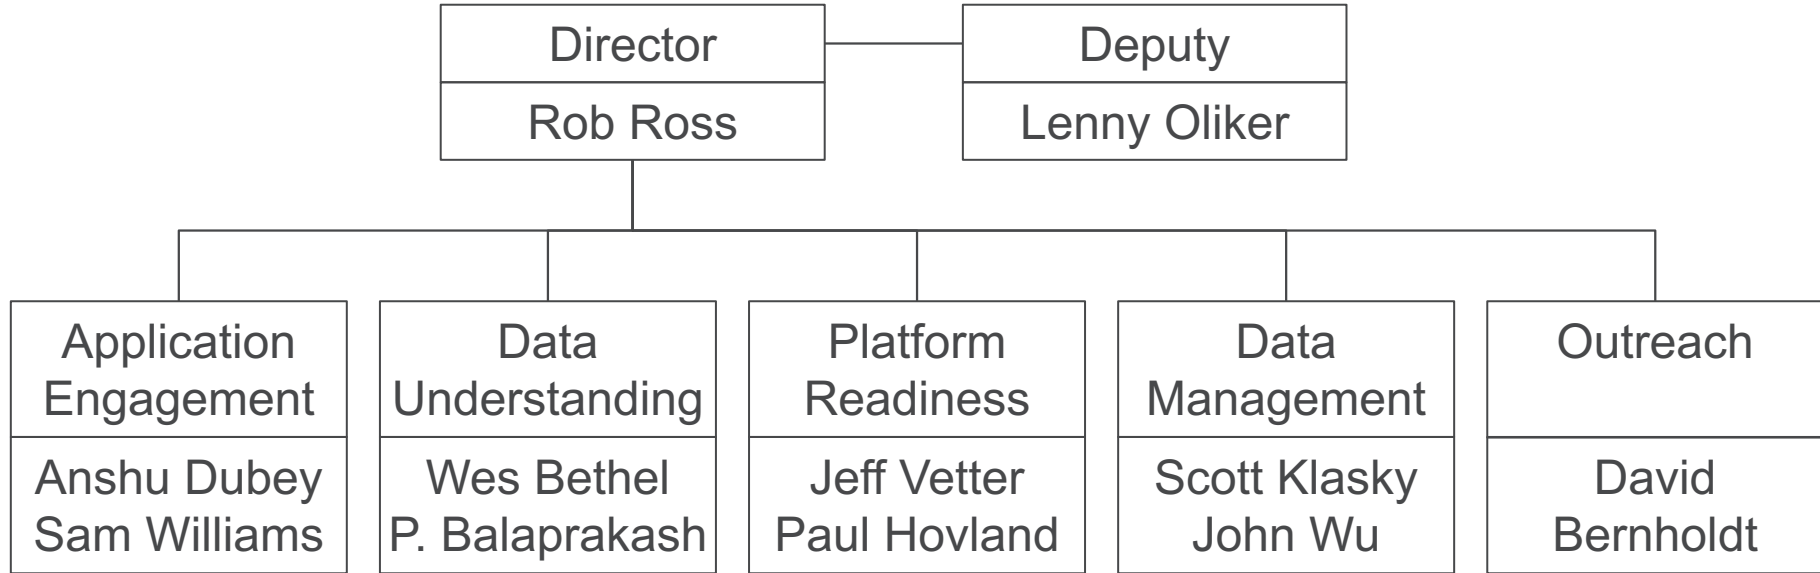 Director
Rob Ross
Deputy
Lenny Oliker
Application
Engagement
Anshu Dubey
Sam Williams
Data
Understanding
Wes Bethel
P. Balaprakash
Platform
Readiness
Jeff Vetter
Paul Hovland
Data
Management
Scott Klasky
John Wu
Outreach
David
Bernholdt